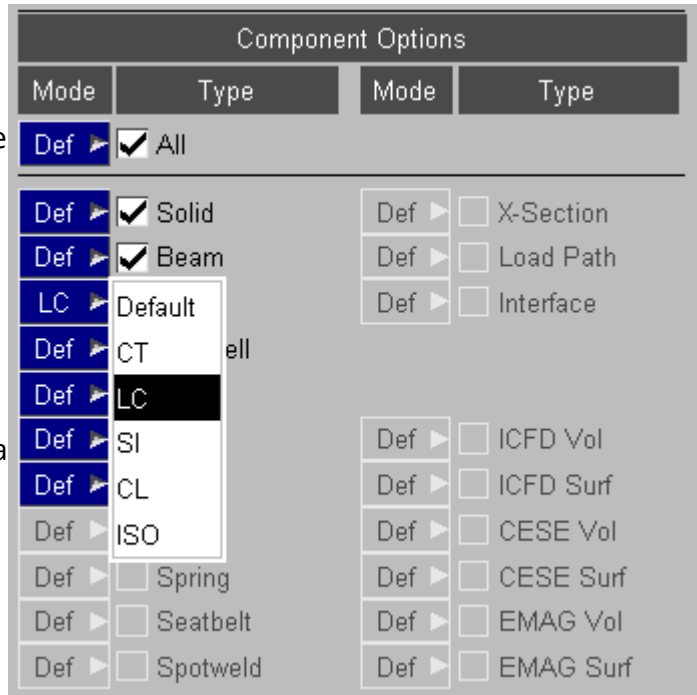 Component Options
Mode Type Mode Type
e Def All
Def Solid Def X-Section
Def Beam Def Load Path
LC Default Def Interface
Def CT ell
Def LC
a Def SI Def ICFD Vol
Def CL Def ICFD Surf
Def ISO Def CESE Vol
Def Spring Def CESE Surf
Def Seatbelt Def EMAG Vol
Def Spotweld Def EMAG Surf